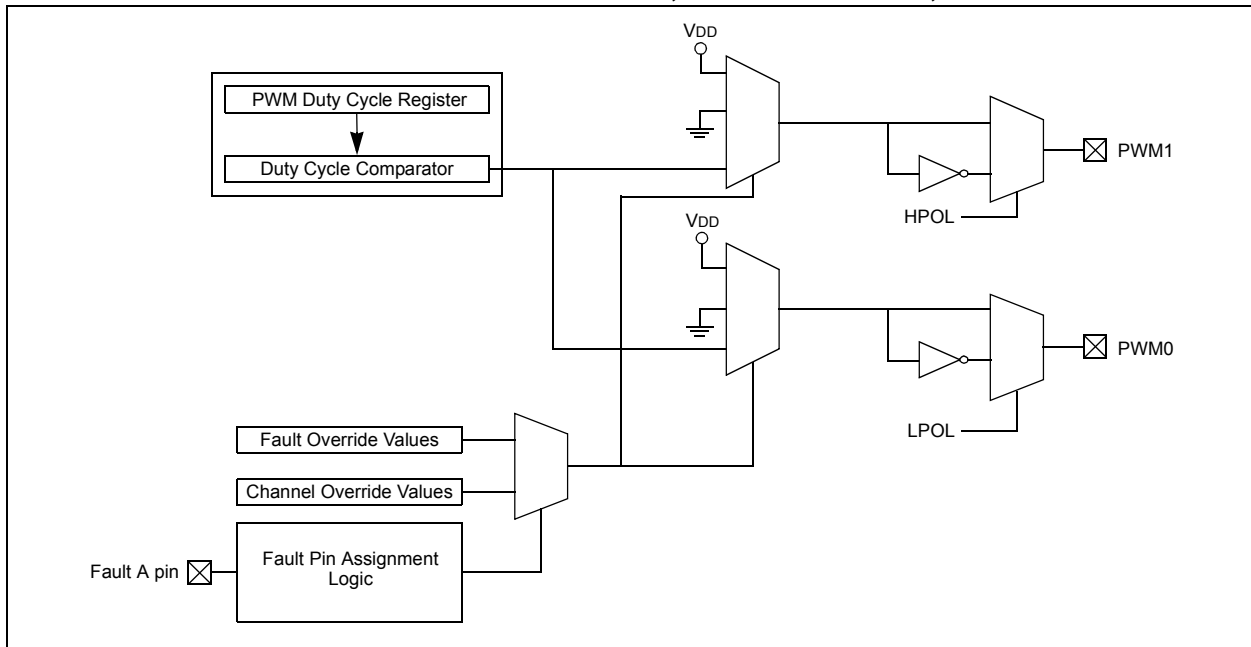 VDD
PWM Duty Cycle Register
Duty Cycle Comparator
PWM1
HPOL
VDD
PWM0
LPOL
Fault Override Values
Channel Override Values
Fault Pin Assignment
Logic
Fault A pin